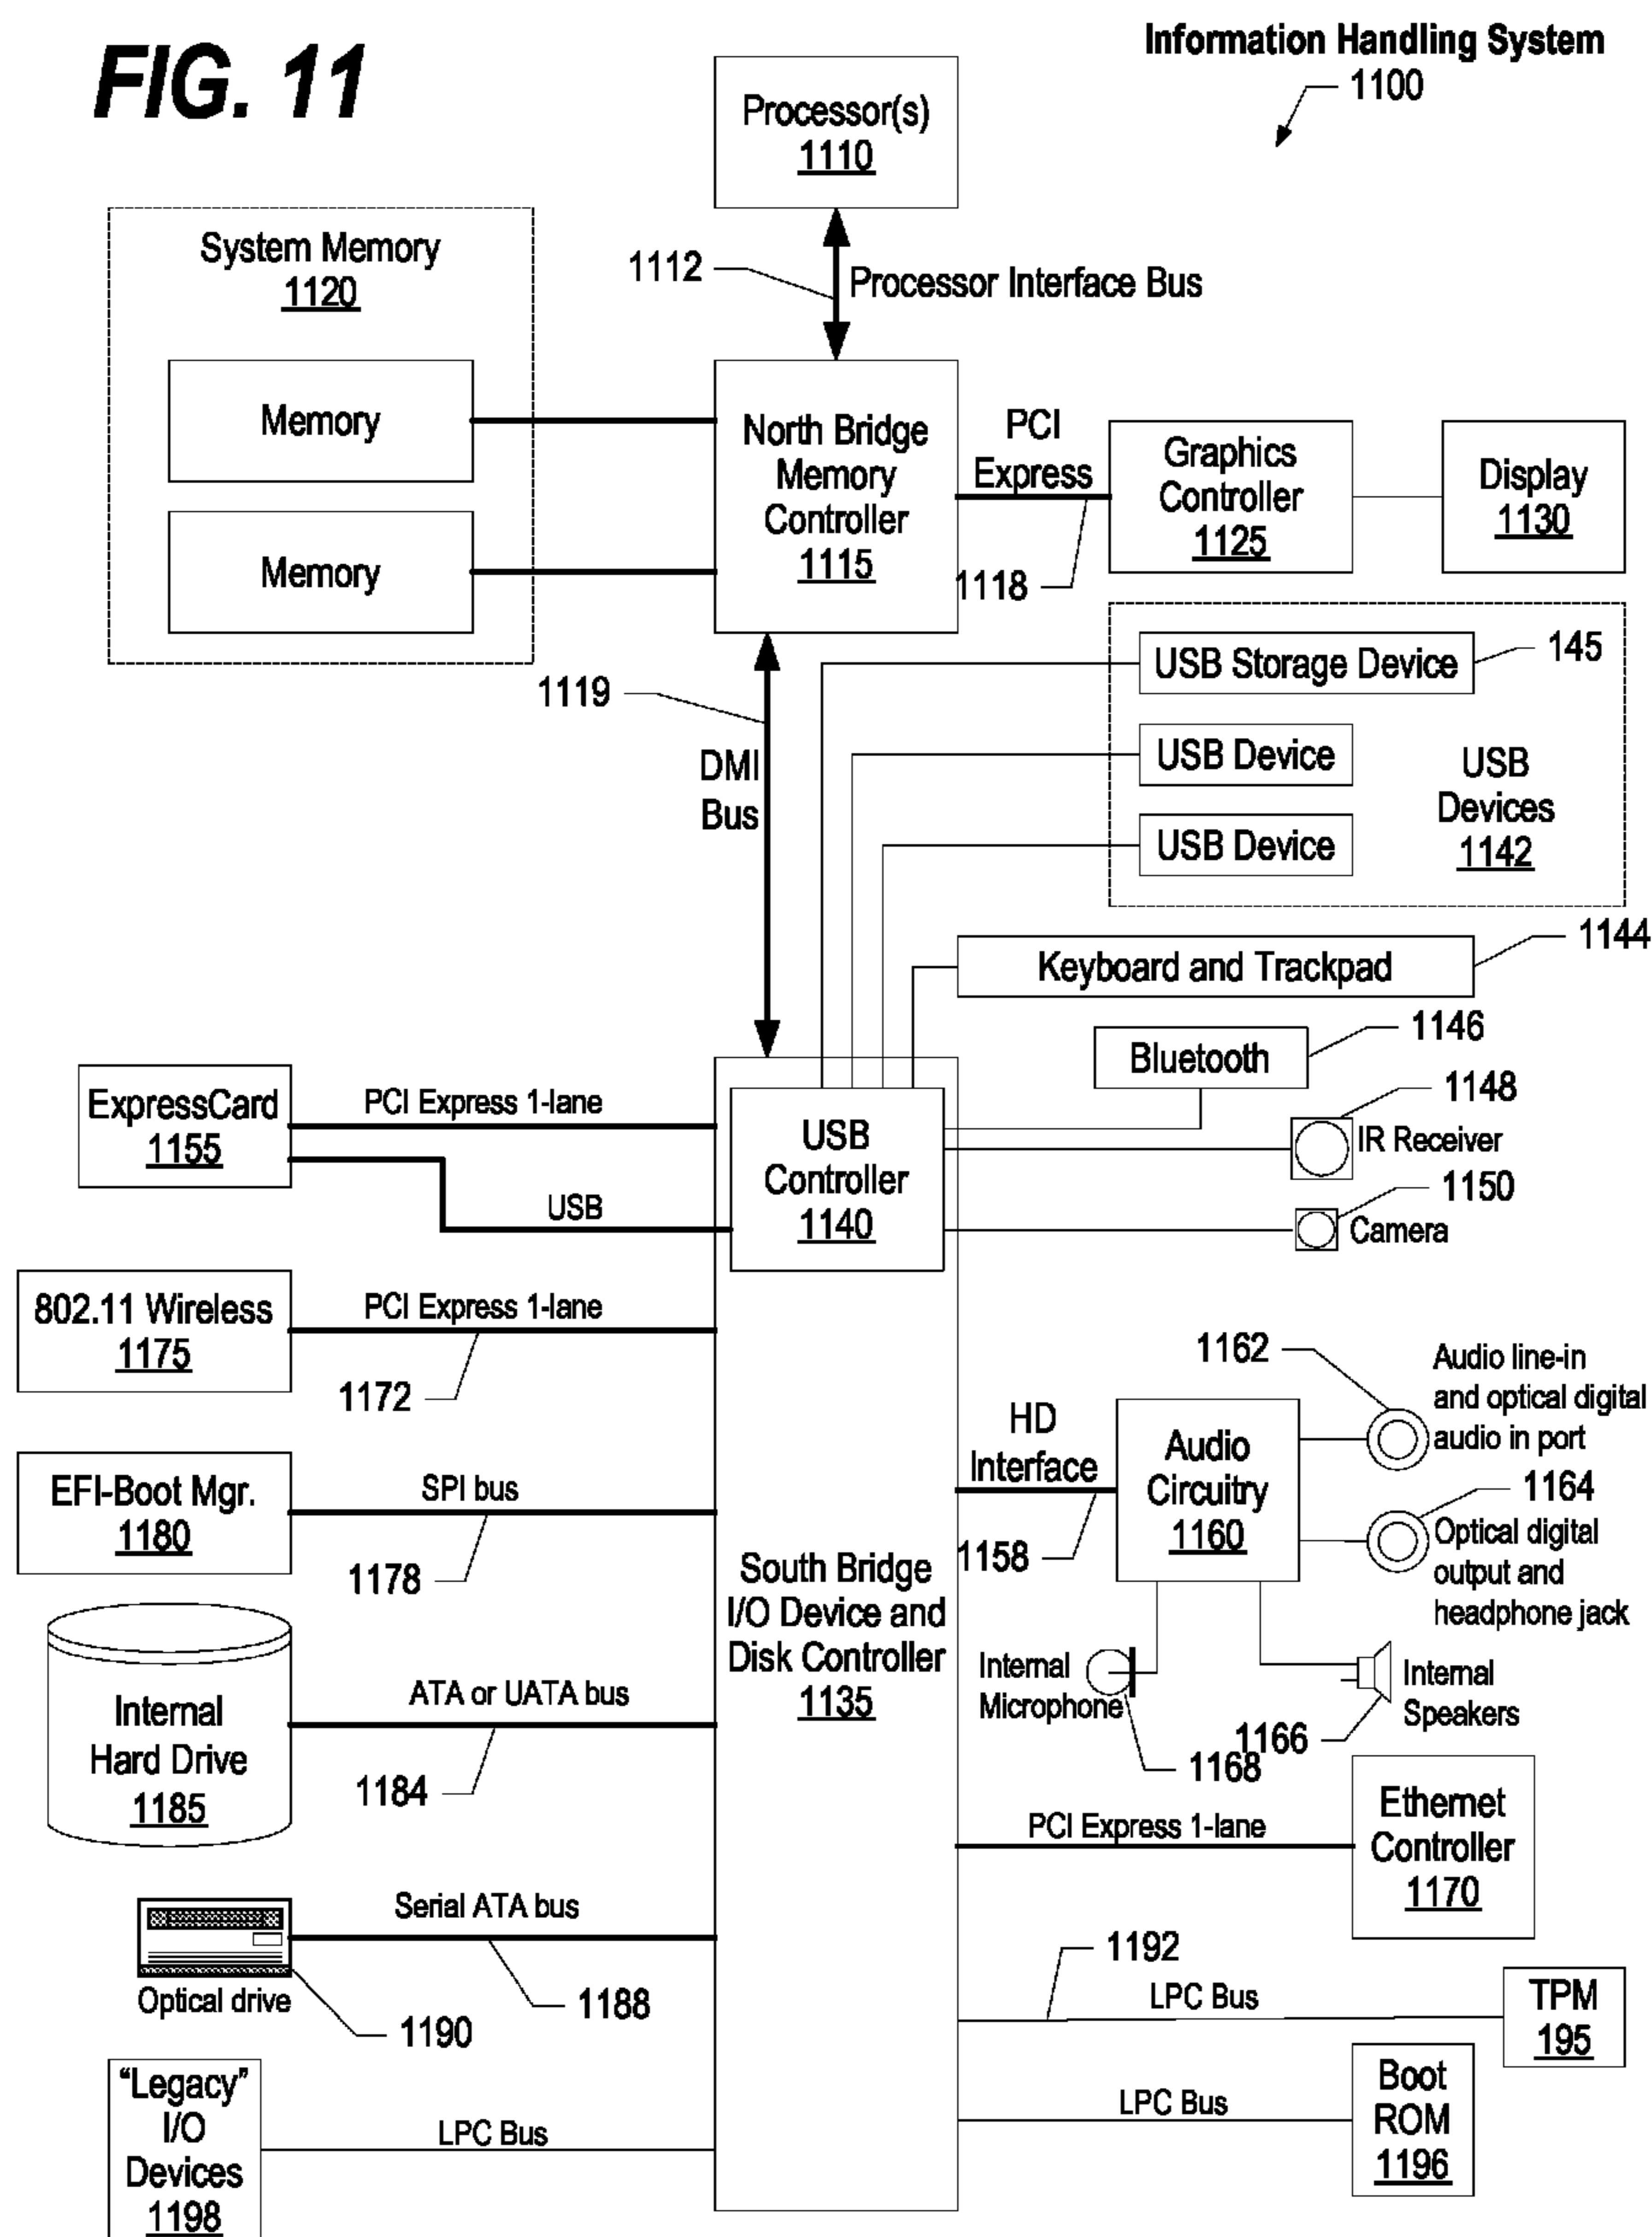 FIG. 11
Information Handling System
1100
Processor(s)
1110
System Memory
1120
1112
Processor Interface Bus
Memory
Memory
North Bridge
Memory
Controller
1115
PCI
Express
1118
Graphics
Controller
1125
Display
1130
1119
DMI
Bus
USB Storage Device
145
USB Device
USB Device
USB
Devices
1142
Keyboard and Trackpad
1144
Bluetooth
1146
1148
IR Receiver
1150
Camera
ExpressCard
1155
PCI Express 1-lane
USB
USB
Controller
1140
802.11 Wireless
1175
PCI Express 1-lane
1172
EFI-Boot Mgr.
1180
SPI bus
1178
HD
Interface
1158
Audio
Circuitry
1160
1162
Audio line-in
and optical digital
audio in port
1164
Optical digital
output and
headphone jack
South Bridge
I/O Device and
Disk Controller
1135
Internal
Microphone
1168
Internal
Speakers
1166
Internal
Hard Drive
1185
ATA or UATA bus
1184
PCI Express 1-lane
Ethernet
Controller
1170
Serial ATA bus
1188
Optical drive
1190
1192
LPC Bus
TPM
195
"Legacy"
I/O
Devices
1198
LPC Bus
LPC Bus
Boot
ROM
1196